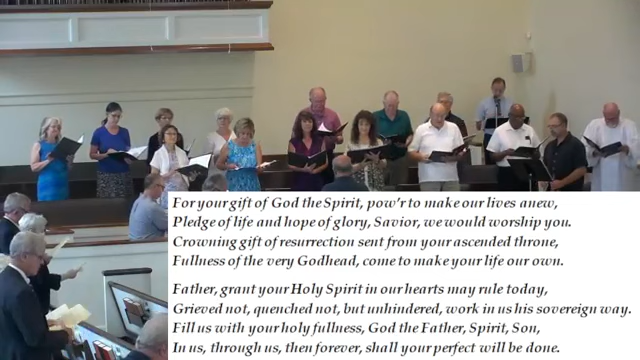 For your gift of God the Spirit, pow'r to make our lives anew,
Pledge of life and hope of glory, Savior, we would worship you.
Crowning gift of resurrection sent from your ascended throne,
Fullness of the very Godhead, come to make your life our own.
Father, grant your Holy Spirit in our hearts may rule today,
Grieved not, quenched not, but unhindered, work in us his sovereign way.
Fill us with your holy fullness, God the Father, Spirit, Son,
In us, through us, then forever, shall your perfect will be done.